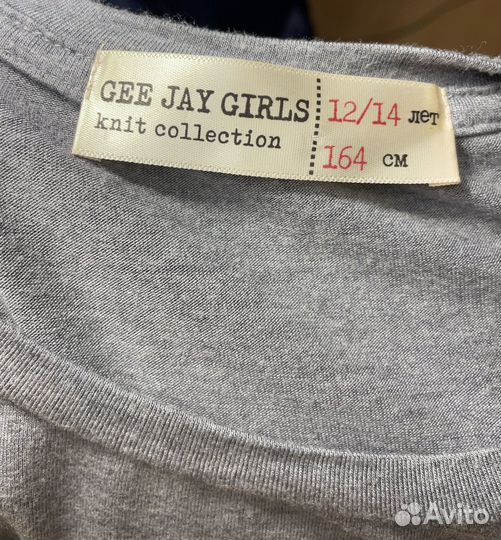 GEE JAY GIRLS
knit collection
12/14 лет
164 см
Avito